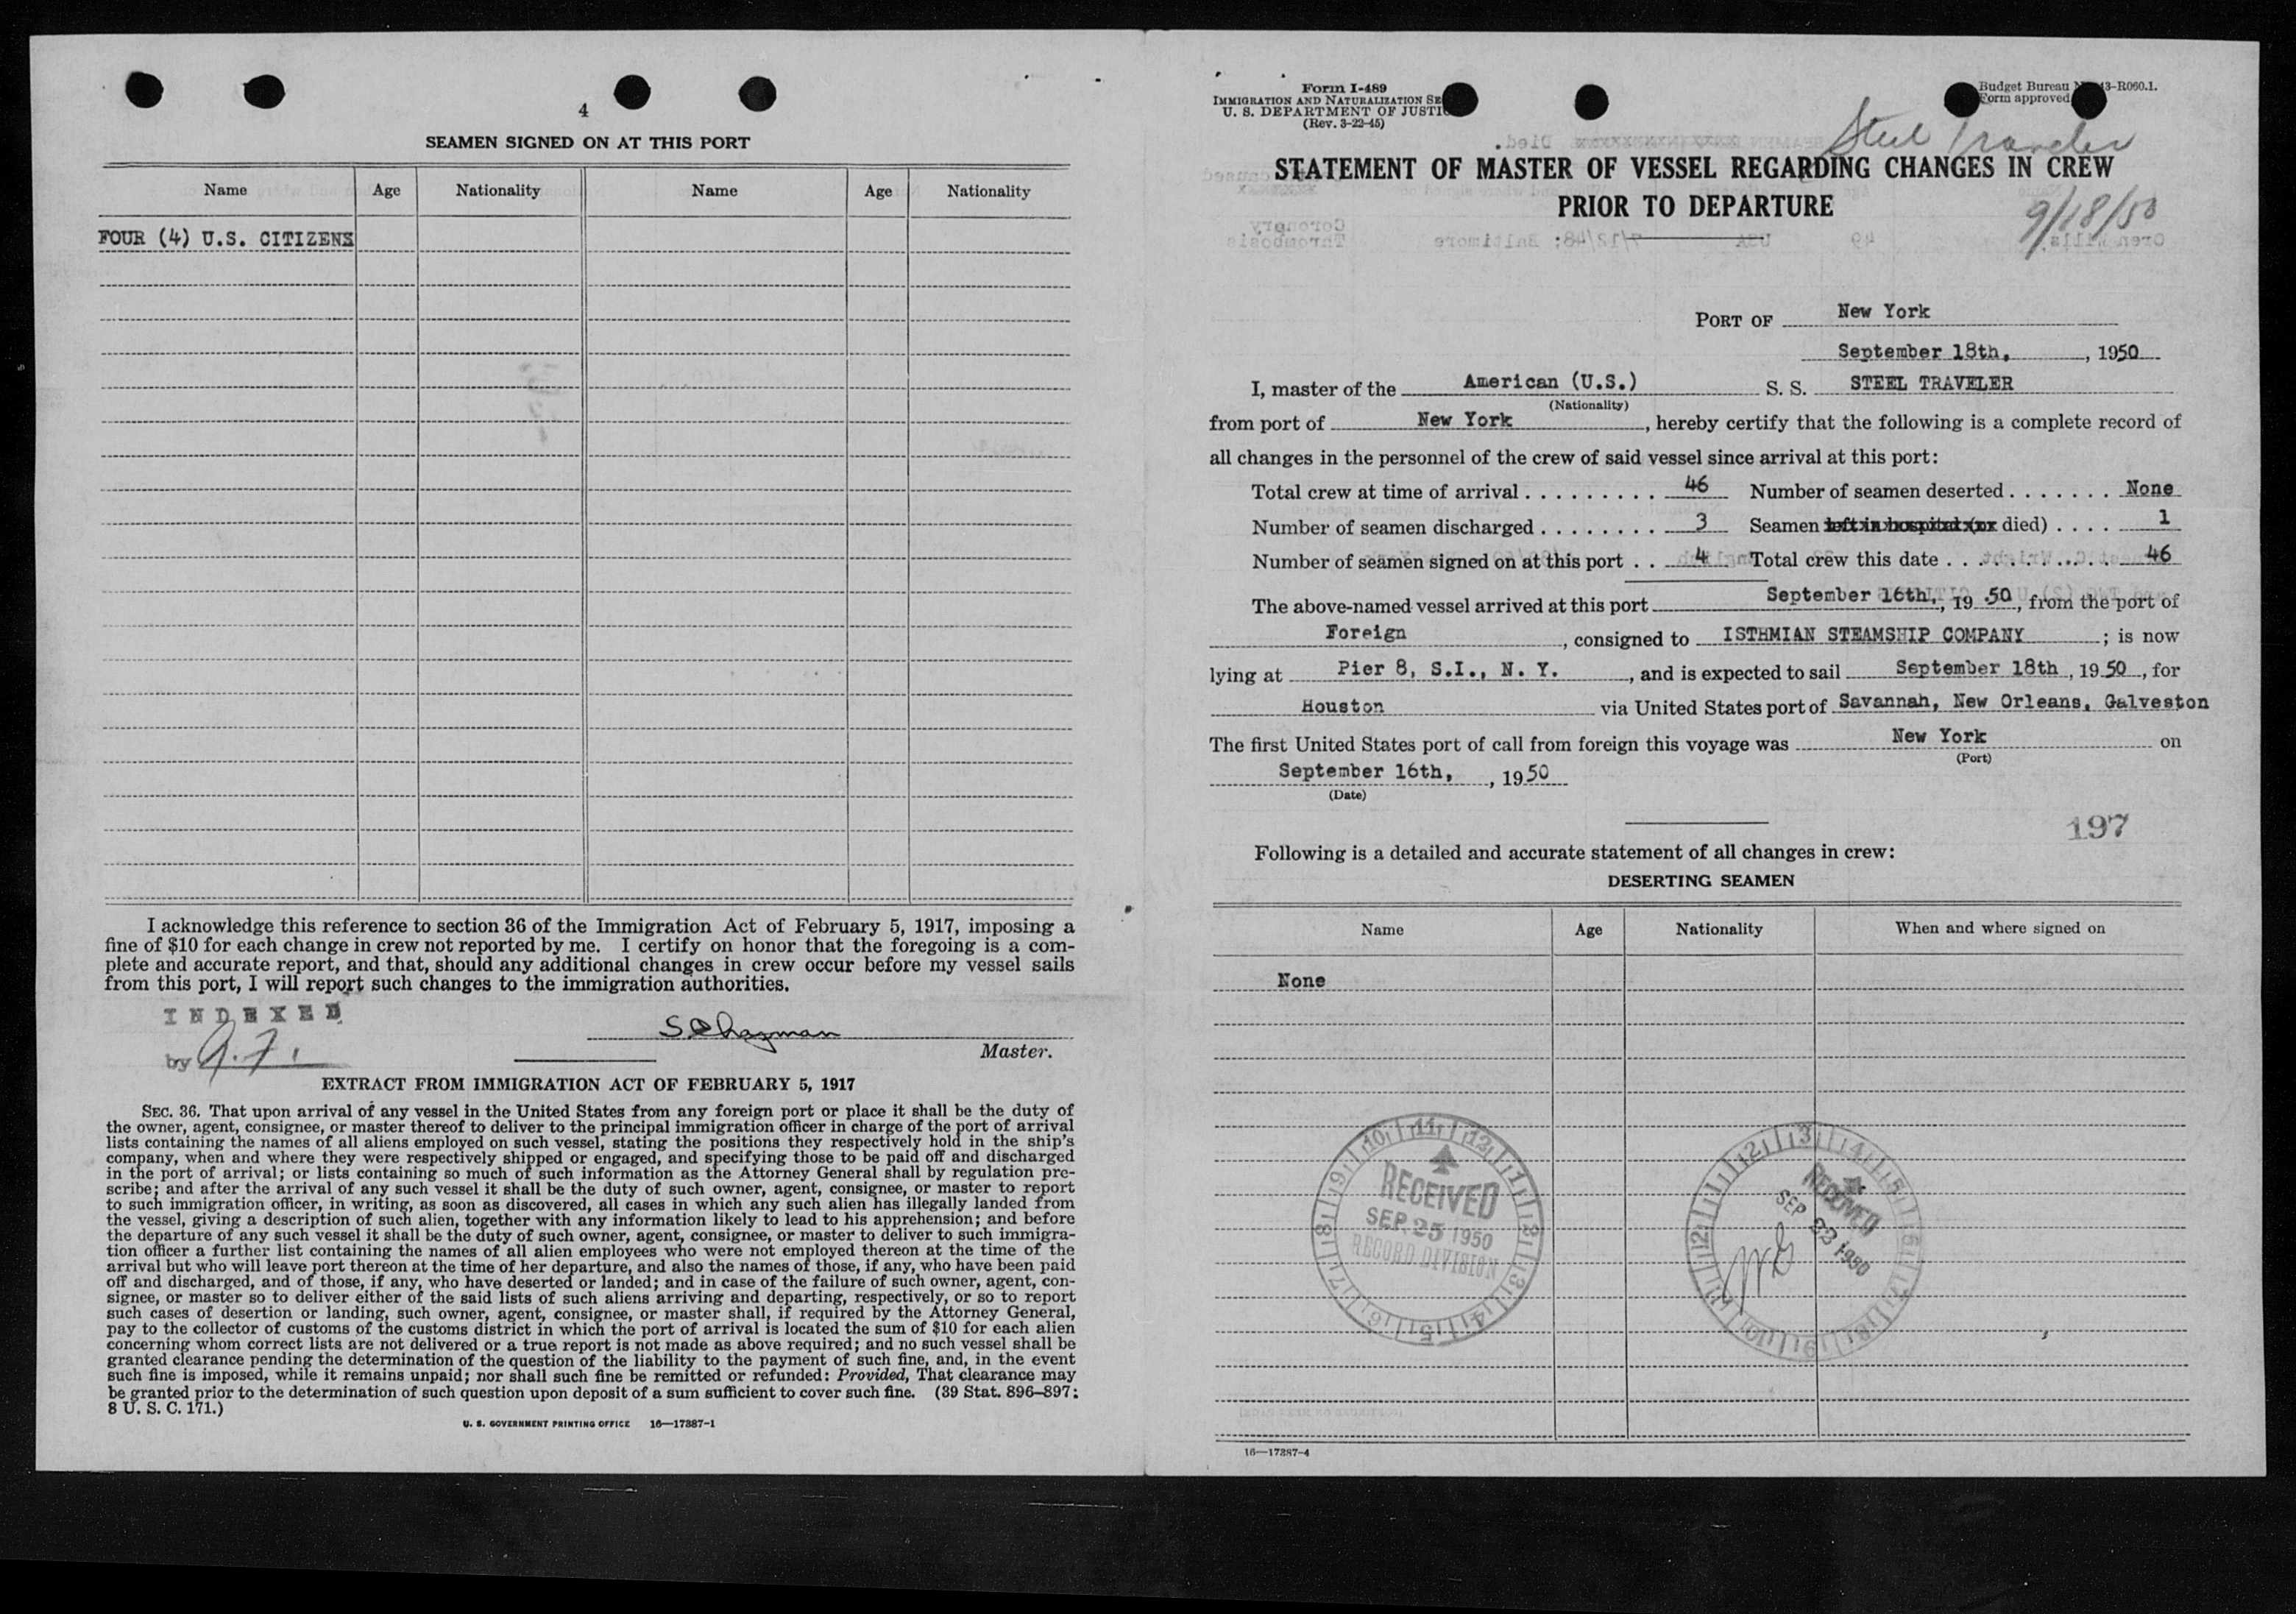 4
SEAMEN SIGNED ON AT THIS PORT
Name Age Nationality Name Age Nationality
FOUR (4) U.S. CITIZENS
I acknowledge this reference to section 36 of the Immigration Act of February 5, 1917, imposing a
fine of $10 for each change in crew not reported by me. I certify on honor that the foregoing is a com-
plete and accurate report, and that, should any additional changes in crew occur before my vessel sails
from this port, I will report such changes to the immigration authorities.
INDEXED
by
S Chapman
Master.
EXTRACT FROM IMMIGRATION ACT OF FEBRUARY 5, 1917
SEC. 36. That upon arrival of any vessel in the United States from any foreign port or place it shall be the duty of
the owner, agent, consignee, or master thereof to deliver to the principal immigration officer in charge of the port of arrival
lists containing the names of all aliens employed on such vessel, stating the positions they respectively hold in the ship's
company, when and where they were respectively shipped or engaged, and specifying those to be paid off and discharged
in the port of arrival; or lists containing so much of such information as the Attorney General shall by regulation pre-
scribe; and after the arrival of any such vessel it shall be the duty of such owner, agent, consignee, or master to report
to such immigration officer, in writing, as soon as discovered, all cases in which any such alien has illegally landed from
the vessel, giving a description of such alien, together with any information likely to lead to his apprehension; and before
the departure of any such vessel it shall be the duty of such owner, agent, consignee, or master to deliver to such immigra-
tion officer a further list containing the names of all alien employees who were not employed thereon at the time of the
arrival but who will leave port thereon at the time of her departure, and also the names of those, if any, who have been paid
off and discharged, and of those, if any, who have deserted or landed; and in case of the failure of such owner, agent, con-
signee, or master so to deliver either of the said lists of such aliens arriving and departing, respectively, or so to report
such cases of desertion or landing, such owner, agent, consignee, or master shall, if required by the Attorney General,
pay to the collector of customs of the customs district in which the port of arrival is located the sum of $10 for each alien
concerning whom correct lists are not delivered or a true report is not made as above required; and no such vessel shall be
granted clearance pending the determination of the question of the liability to the payment of such fine, and, in the event
such fine is imposed, while it remains unpaid; nor shall such fine be remitted or refunded: Provided, That clearance may
be granted prior to the determination of such question upon deposit of a sum sufficient to cover such fine. (39 Stat. 896–897;
8 U. S. C. 171.)
U. S. GOVERNMENT PRINTING OFFICE 16—17387-1
Form I-489
IMMIGRATION AND NATURALIZATION SE
U. S. DEPARTMENT OF JUSTIC
(Rev. 3-22-45)
Budget Bureau N 43-R060.1.
Form approved
Steel Traveler
STATEMENT OF MASTER OF VESSEL REGARDING CHANGES IN CREW
PRIOR TO DEPARTURE
9/18/50
PORT OF New York
September 18th, , 1950
I, master of the American (U.S.) S. S. STEEL TRAVELER
(Nationality)
from port of New York , hereby certify that the following is a complete record of
all changes in the personnel of the crew of said vessel since arrival at this port:
Total crew at time of arrival . . . . . . . . . 46 Number of seamen deserted . . . . . . . None
Number of seamen discharged . . . . . . . . 3 Seamen left in hospital (or died) . . . . 1
Number of seamen signed on at this port . . 4 Total crew this date . . . . . . . . . . . 46
The above-named vessel arrived at this port September 16th, , 19 50, from the port of
Foreign , consigned to ISTHMIAN STEAMSHIP COMPANY ; is now
lying at Pier 8, S.I., N. Y. , and is expected to sail September 18th , 19 50 , for
Houston via United States port of Savannah, New Orleans, Galveston
The first United States port of call from foreign this voyage was New York on
(Port)
September 16th, , 1950
(Date)
197
Following is a detailed and accurate statement of all changes in crew:
DESERTING SEAMEN
Name Age Nationality When and where signed on
None
RECEIVED
SEP 25 1950
RECORD DIVISION
RECEIVED
SEP 22 1950
16—17387-4